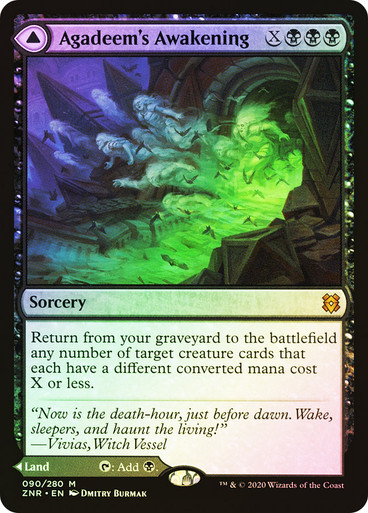 Agadeem's Awakening X
Sorcery
Return from your graveyard to the battlefield
any number of target creature cards that
each have a different converted mana cost
X or less.
“Now is the death-hour, just before dawn. Wake,
sleepers, and haunt the living!”
—Vivias, Witch Vessel
Land : Add .
090/280 M
ZNR • EN Dmitry Burmak
™ & © 2020 Wizards of the Coast